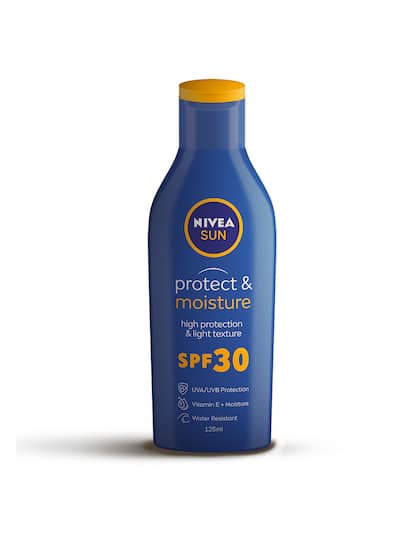 NIVEA
SUN
protect &
moisture
high protection
& light texture
SPF30
UVA/UVB Protection
Vitamin E + Moisture
Water Resistant
125ml